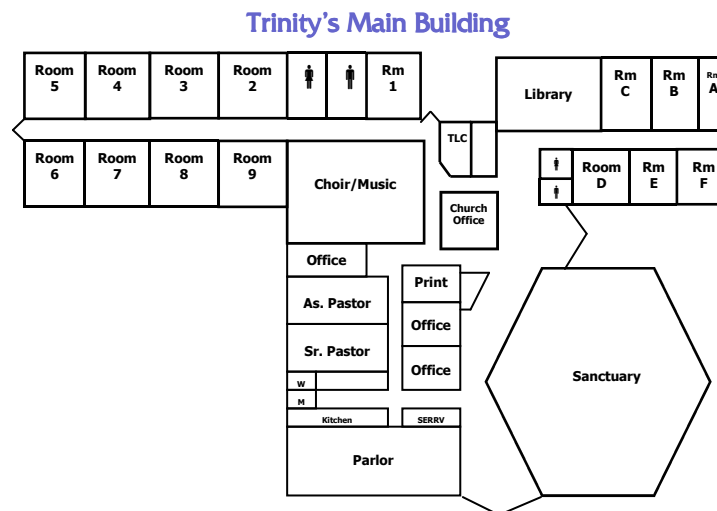 Trinity's Main Building
Room
5
Room
4
Room
3
Room
2
Rm
1
Library
Rm
C
Rm
B
Rm
A
TLC
Room
6
Room
7
Room
8
Room
9
Choir/Music
Room
D
Rm
E
Rm
F
Church
Office
Office
Print
As. Pastor
Office
Sr. Pastor
Office
Sanctuary
W
M
Kitchen
SERRV
Parlor